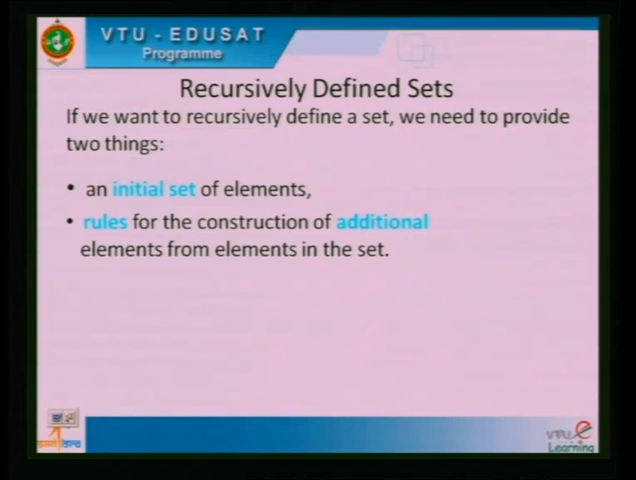 VTU - EDUSAT
Programme
Recursively Defined Sets
If we want to recursively define a set, we need to provide
two things:
• an initial set of elements,
• rules for the construction of additional
elements from elements in the set.
VTU e
Learning